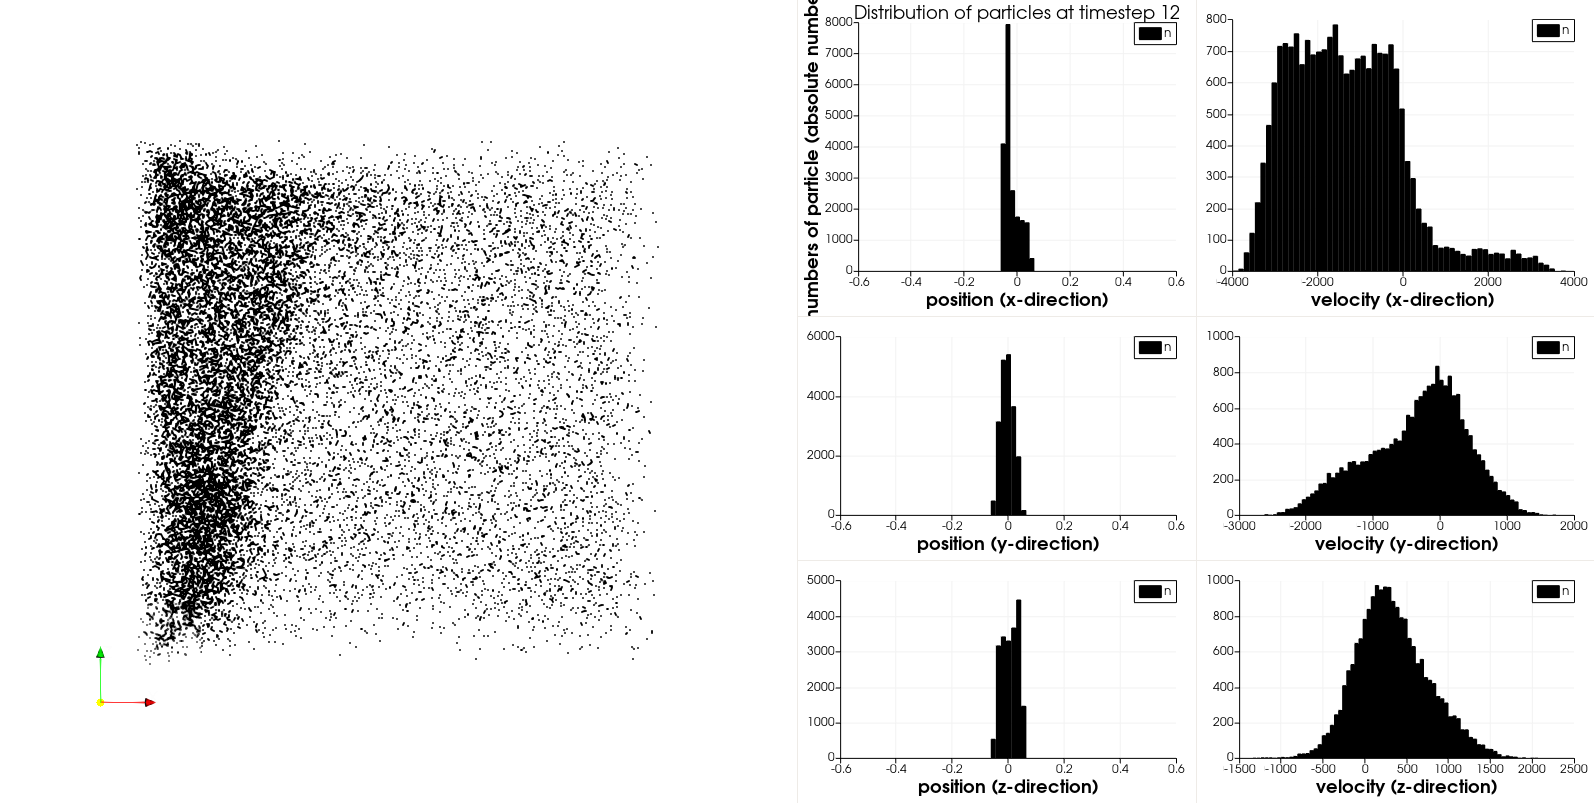 Distribution of particles at timestep 12
numbers of particle (absolute numbe
8000
7000
6000
5000
4000
3000
2000
1000
0
-0.6 -0.4 -0.2 0 0.2 0.4 0.6
position (x-direction)
n
800
700
600
500
400
300
200
100
0
-4000 -2000 0 2000 4000
velocity (x-direction)
n
6000
4000
2000
0
-0.6 -0.4 -0.2 0 0.2 0.4 0.6
position (y-direction)
n
1000
800
600
400
200
0
-3000 -2000 -1000 0 1000 2000
velocity (y-direction)
n
5000
4000
3000
2000
1000
0
-0.6 -0.4 -0.2 0 0.2 0.4 0.6
position (z-direction)
n
1000
800
600
400
200
0
-1500 -1000 -500 0 500 1000 1500 2000 2500
velocity (z-direction)
n